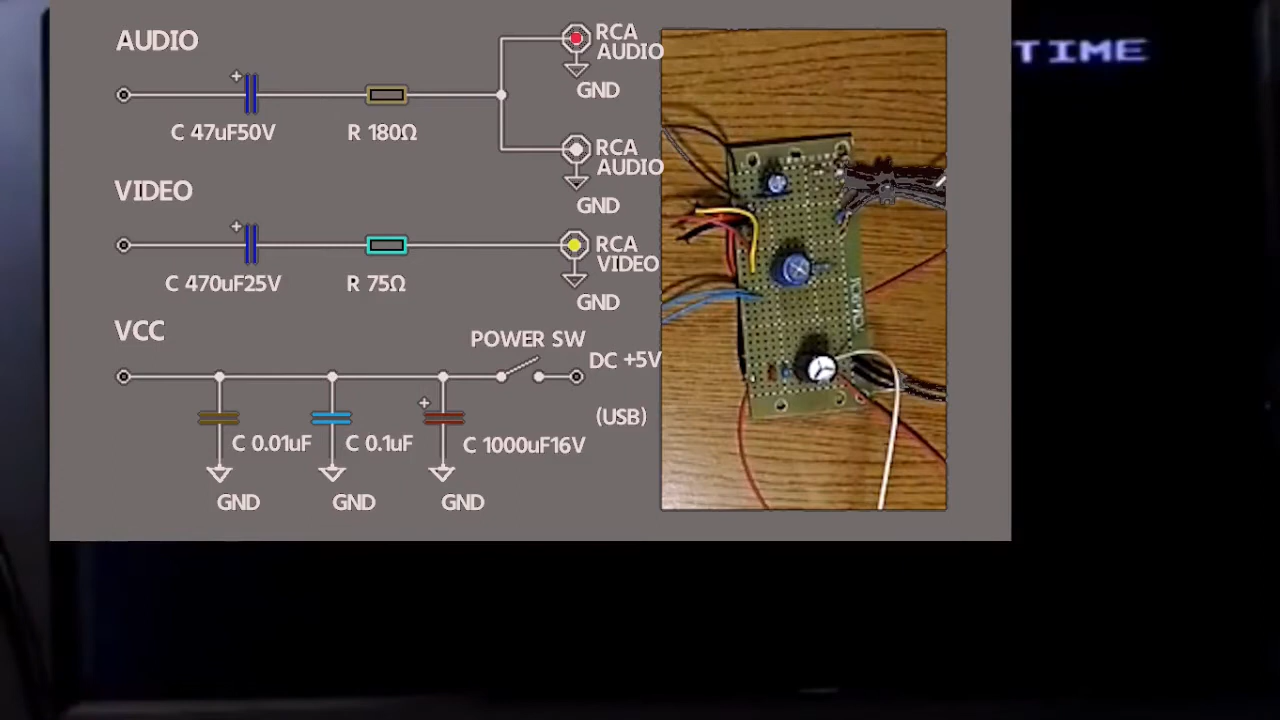 AUDIO
RCA
AUDIO
GND
+
C 47uF50V
R 180Ω
RCA
AUDIO
GND
VIDEO
+
C 470uF25V
R 75Ω
RCA
VIDEO
GND
VCC
POWER SW
DC +5V
(USB)
+
C 0.01uF
C 0.1uF
C 1000uF16V
GND
GND
GND
TIME